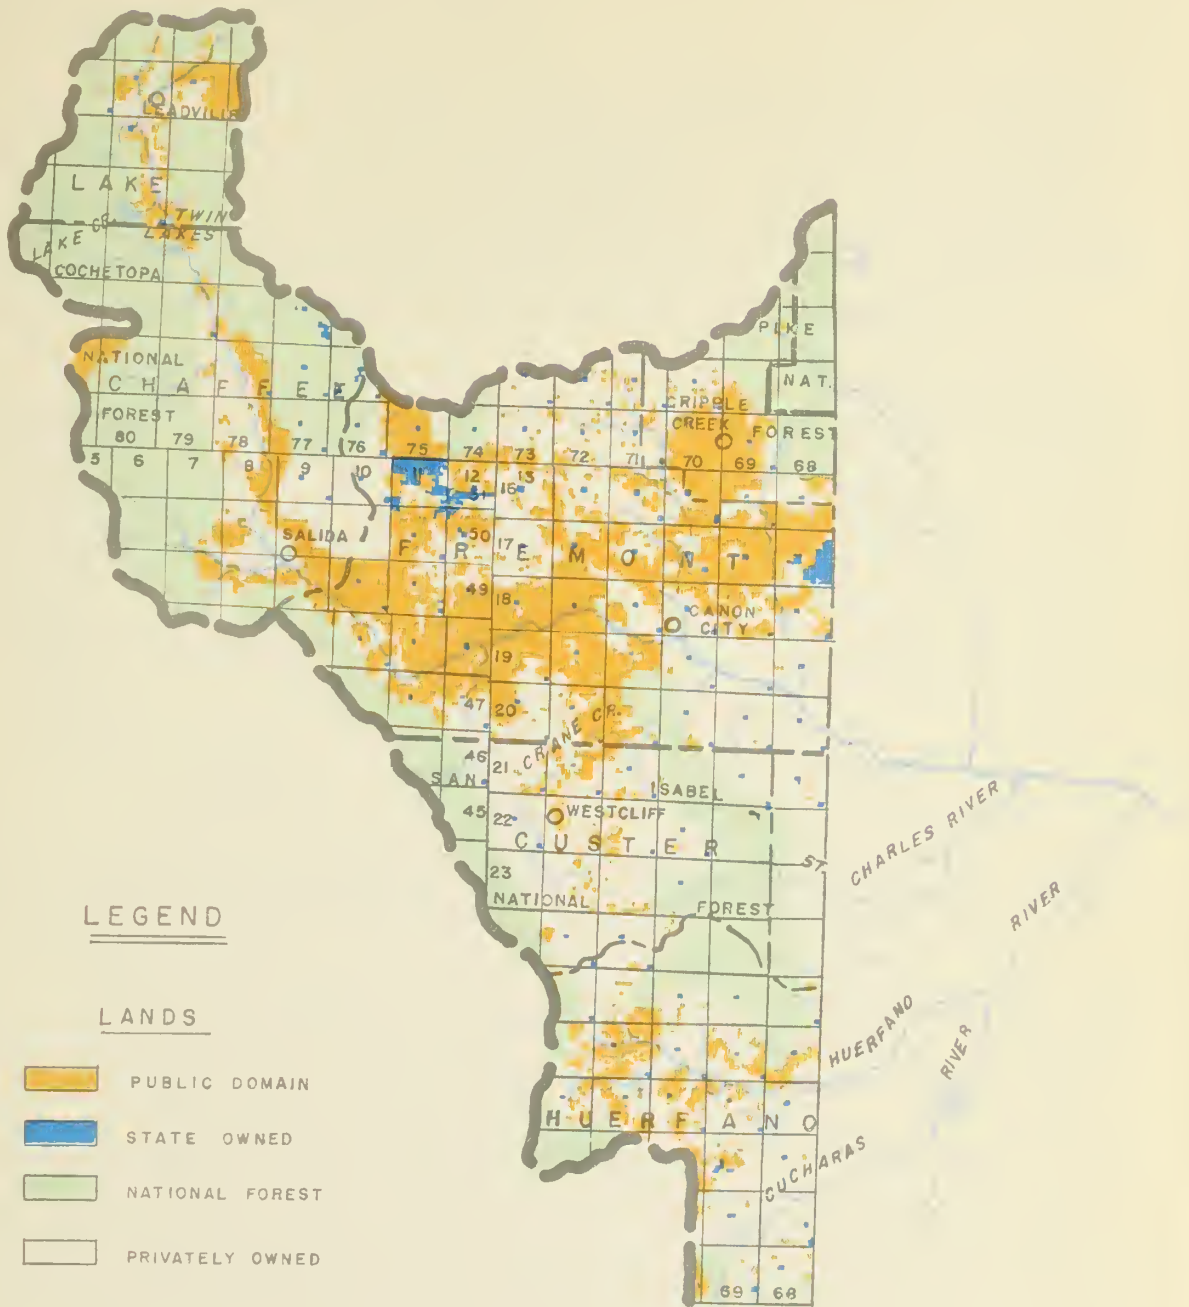 LEADVILLE
LAKE
TWIN
LAKES
LAKE CR.
COCHETOPA
PIKE
NATIONAL
NAT.
CHAFFEE
CRIPPLE
FOREST
CREEK
FOREST
80 79 78 77 76 75 74 73 72 71 70 69 68
5 6 7 8 9 10 11 12 13
16
51
SALIDA
50 17
FREMONT
49 18
CANON
CITY
19
47 20
CRANE CR.
46 21
SAN ISABEL
45 22
WESTCLIFF
CUSTER
ST. CHARLES RIVER
23
NATIONAL FOREST
RIVER
HUERFANO
RIVER
HUERFANO
CUCHARAS
69 68
LEGEND
LANDS
PUBLIC DOMAIN
STATE OWNED
NATIONAL FOREST
PRIVATELY OWNED